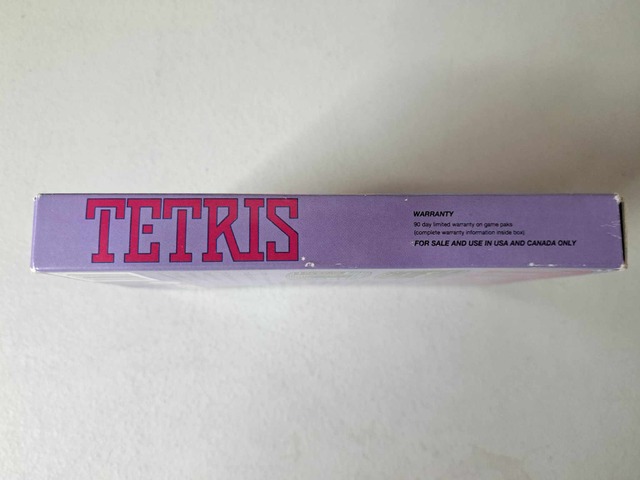 TETRIS
WARRANTY
90 day limited warranty on game paks.
(complete warranty information inside box)
FOR SALE AND USE IN USA AND CANADA ONLY